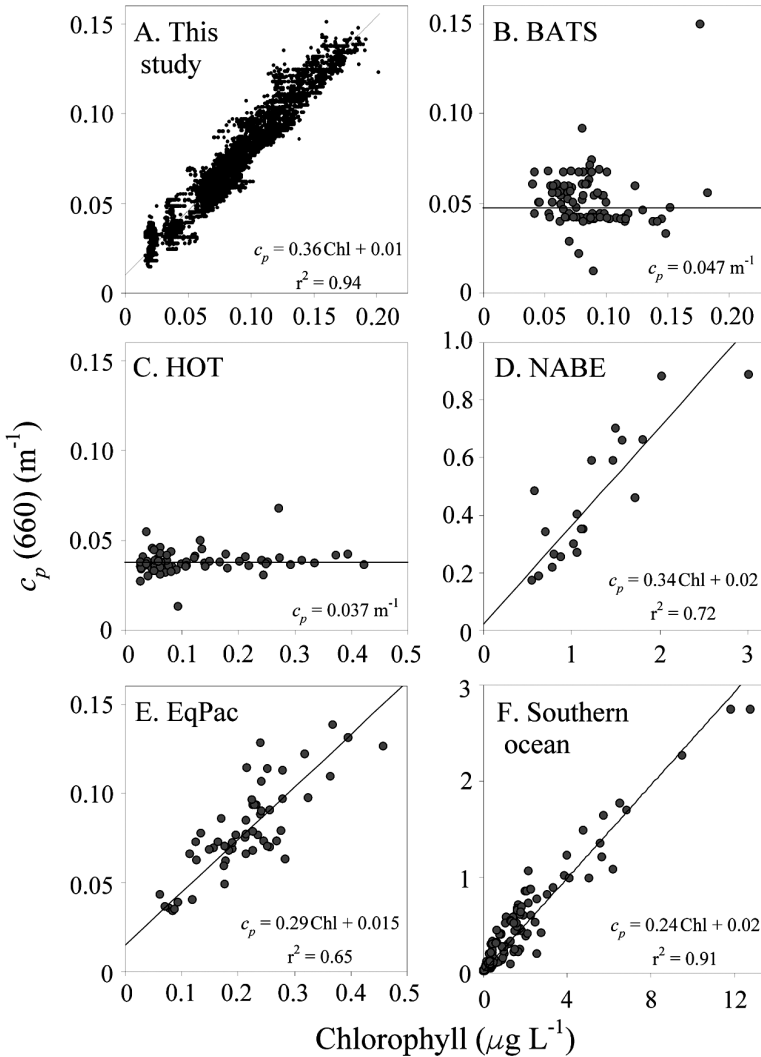 A. This
study
0.15
0.10
0.05
0
c_p = 0.36 Chl + 0.01
r² = 0.94
0
0.05
0.10
0.15
0.20
B. BATS
0.15
0.10
0.05
0
c_p = 0.047 m⁻¹
0
0.05
0.10
0.15
0.20
C. HOT
0.15
0.10
0.05
0
c_p = 0.037 m⁻¹
0
0.1
0.2
0.3
0.4
0.5
D. NABE
1.0
0.8
0.6
0.4
0.2
0
c_p = 0.34 Chl + 0.02
r² = 0.72
0
1
2
3
c_p ((660) (m⁻¹)
E. EqPac
0.15
0.10
0.05
0
c_p = 0.29 Chl + 0.015
r² = 0.65
0
0.1
0.2
0.3
0.4
0.5
F. Southern
ocean
3
2
1
0
c_p = 0.24 Chl + 0.02
r² = 0.91
0
4
8
12
Chlorophyll (μg L⁻¹)